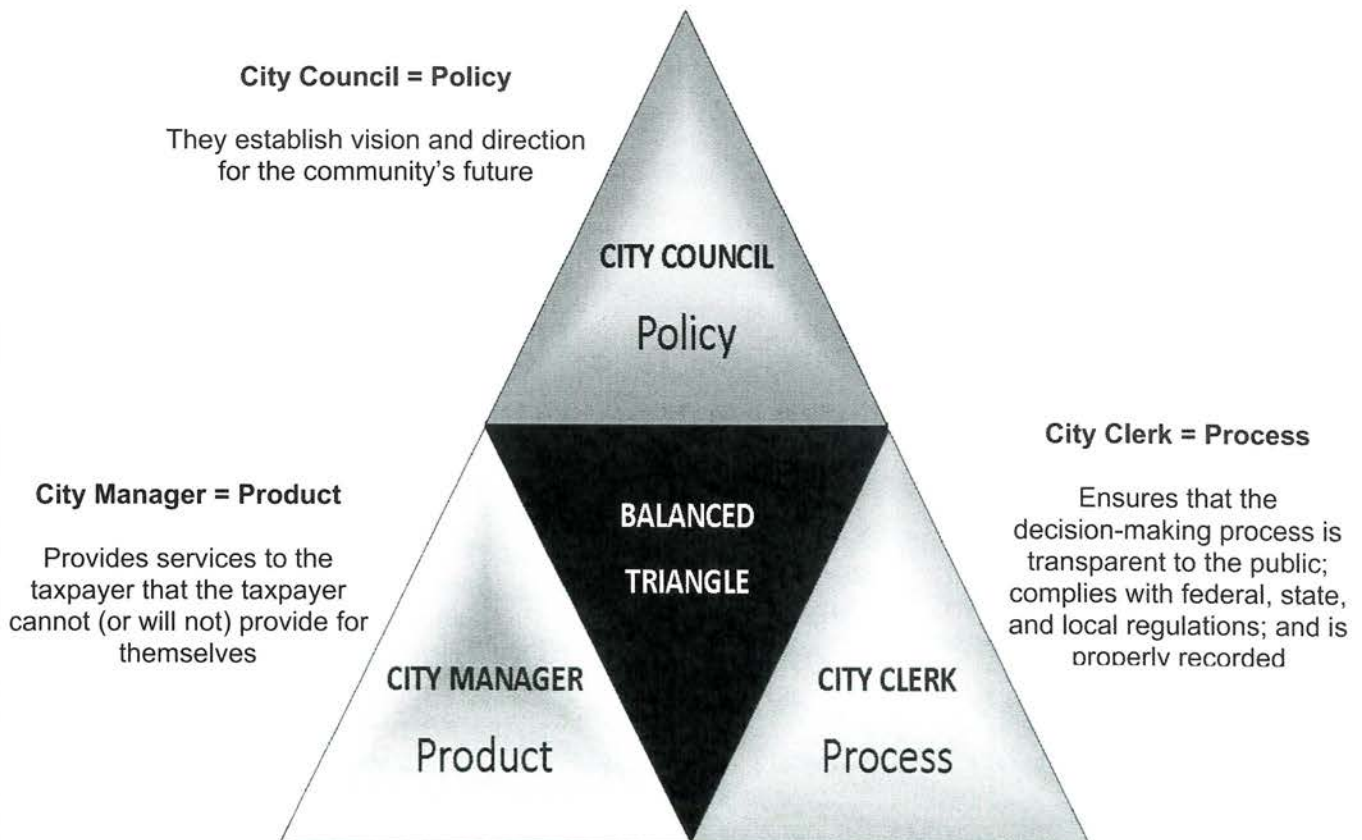 City Council = Policy
They establish vision and direction
for the community's future
CITY COUNCIL
Policy
City Manager = Product
Provides services to the
taxpayer that the taxpayer
cannot (or will not) provide for
themselves
BALANCED
TRIANGLE
City Clerk = Process
Ensures that the
decision-making process is
transparent to the public;
complies with federal, state,
and local regulations; and is
properly recorded
CITY MANAGER
Product
CITY CLERK
Process